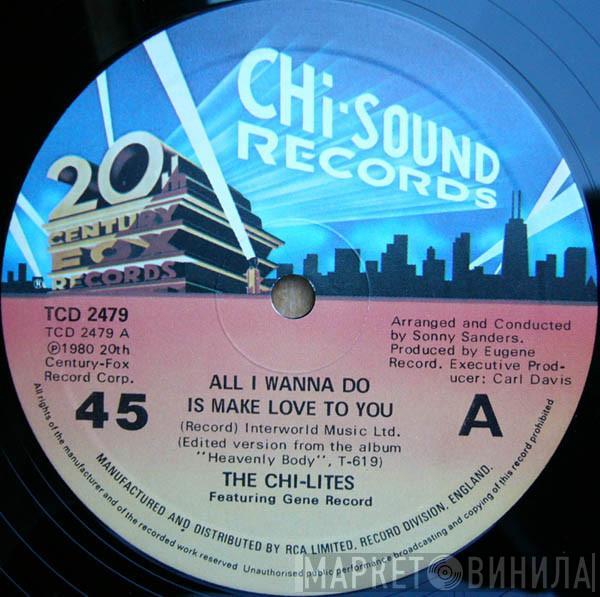 CHi-SOUND
RECORDS
20th
CENTURY
FOX
RECORDS
TCD 2479
TCD 2479 A
℗1980 20th
Century-Fox
Record Corp.
45
Arranged and Conducted
by Sonny Sanders.
Produced by Eugene
Record. Executive Prod-
ucer: Carl Davis
A
ALL I WANNA DO
IS MAKE LOVE TO YOU
(Record) Interworld Music Ltd.
(Edited version from the album
"Heavenly Body", T-619)
THE CHI-LITES
Featuring Gene Record
MANUFACTURED AND DISTRIBUTED BY RCA LIMITED, RECORD DIVISION, ENGLAND.
All rights of the manufacturer and of the recorded work reserved Unauthorised public performance broadcasting and copying of this record prohibited
МАРКЕТ ВИНИЛА